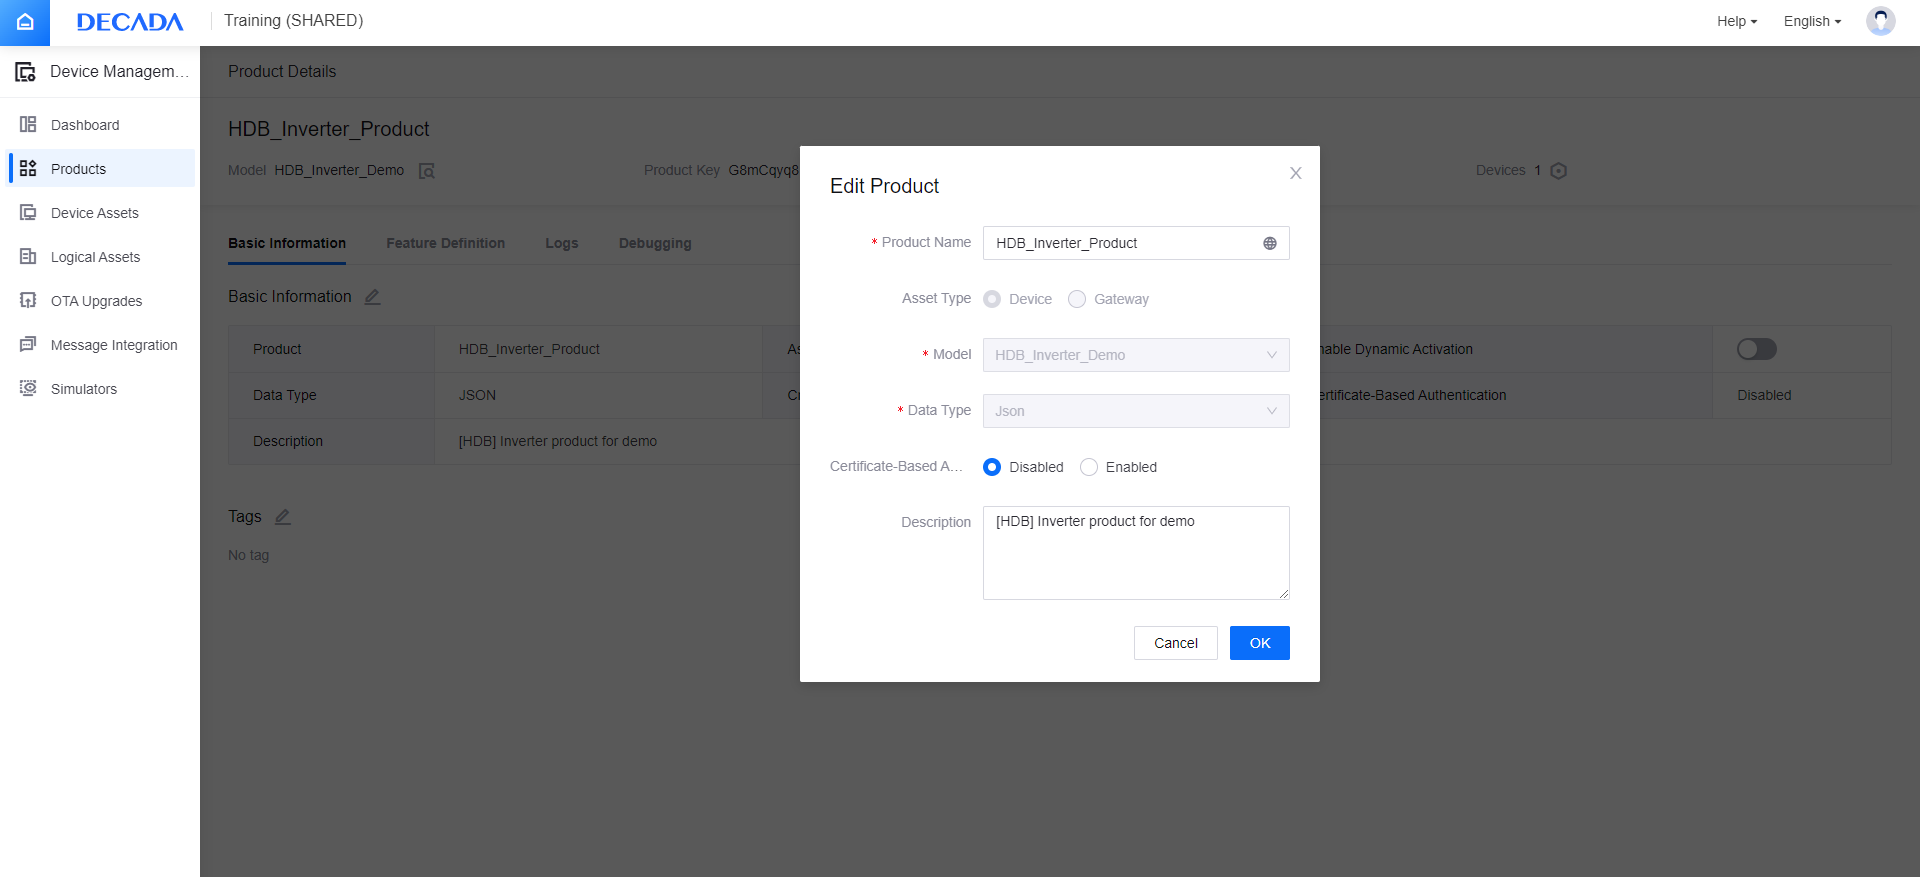 DECADA
Training (SHARED)
Help
English
Device Managem...
Dashboard
Products
Device Assets
Logical Assets
OTA Upgrades
Message Integration
Simulators
Product Details
HDB_Inverter_Product
Model HDB_Inverter_Demo
Product Key G8mCqyq8
Devices 1
Basic Information
Feature Definition
Logs
Debugging
Basic Information
Product HDB_Inverter_Product As nable Dynamic Activation
Data Type JSON C ertificate-Based Authentication Disabled
Description [HDB] Inverter product for demo
Tags
No tag
Edit Product
* Product Name HDB_Inverter_Product
Asset Type Device Gateway
* Model HDB_Inverter_Demo
* Data Type Json
Certificate-Based A... Disabled Enabled
Description [HDB] Inverter product for demo
Cancel OK